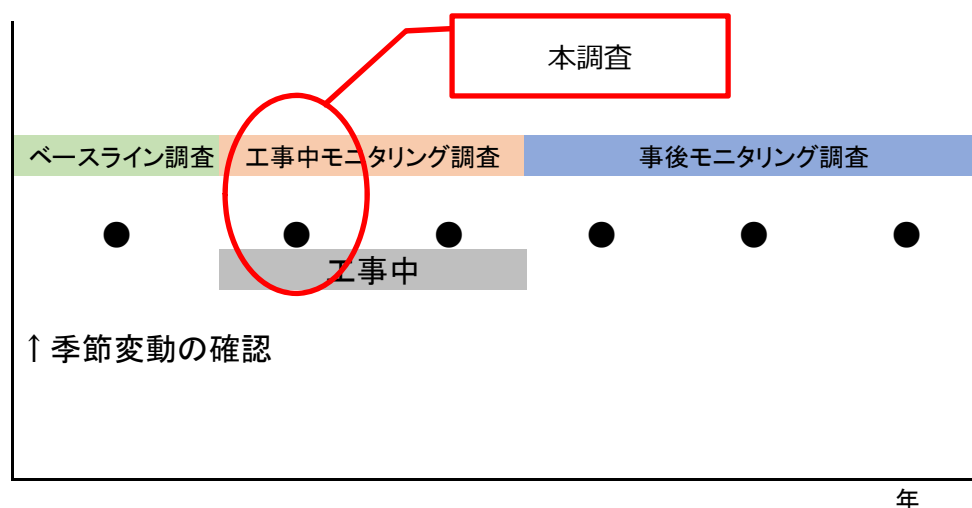 本調査
ベースライン調査
工事中モニタリング調査
事後モニタリング調査
工事中
↑季節変動の確認
年